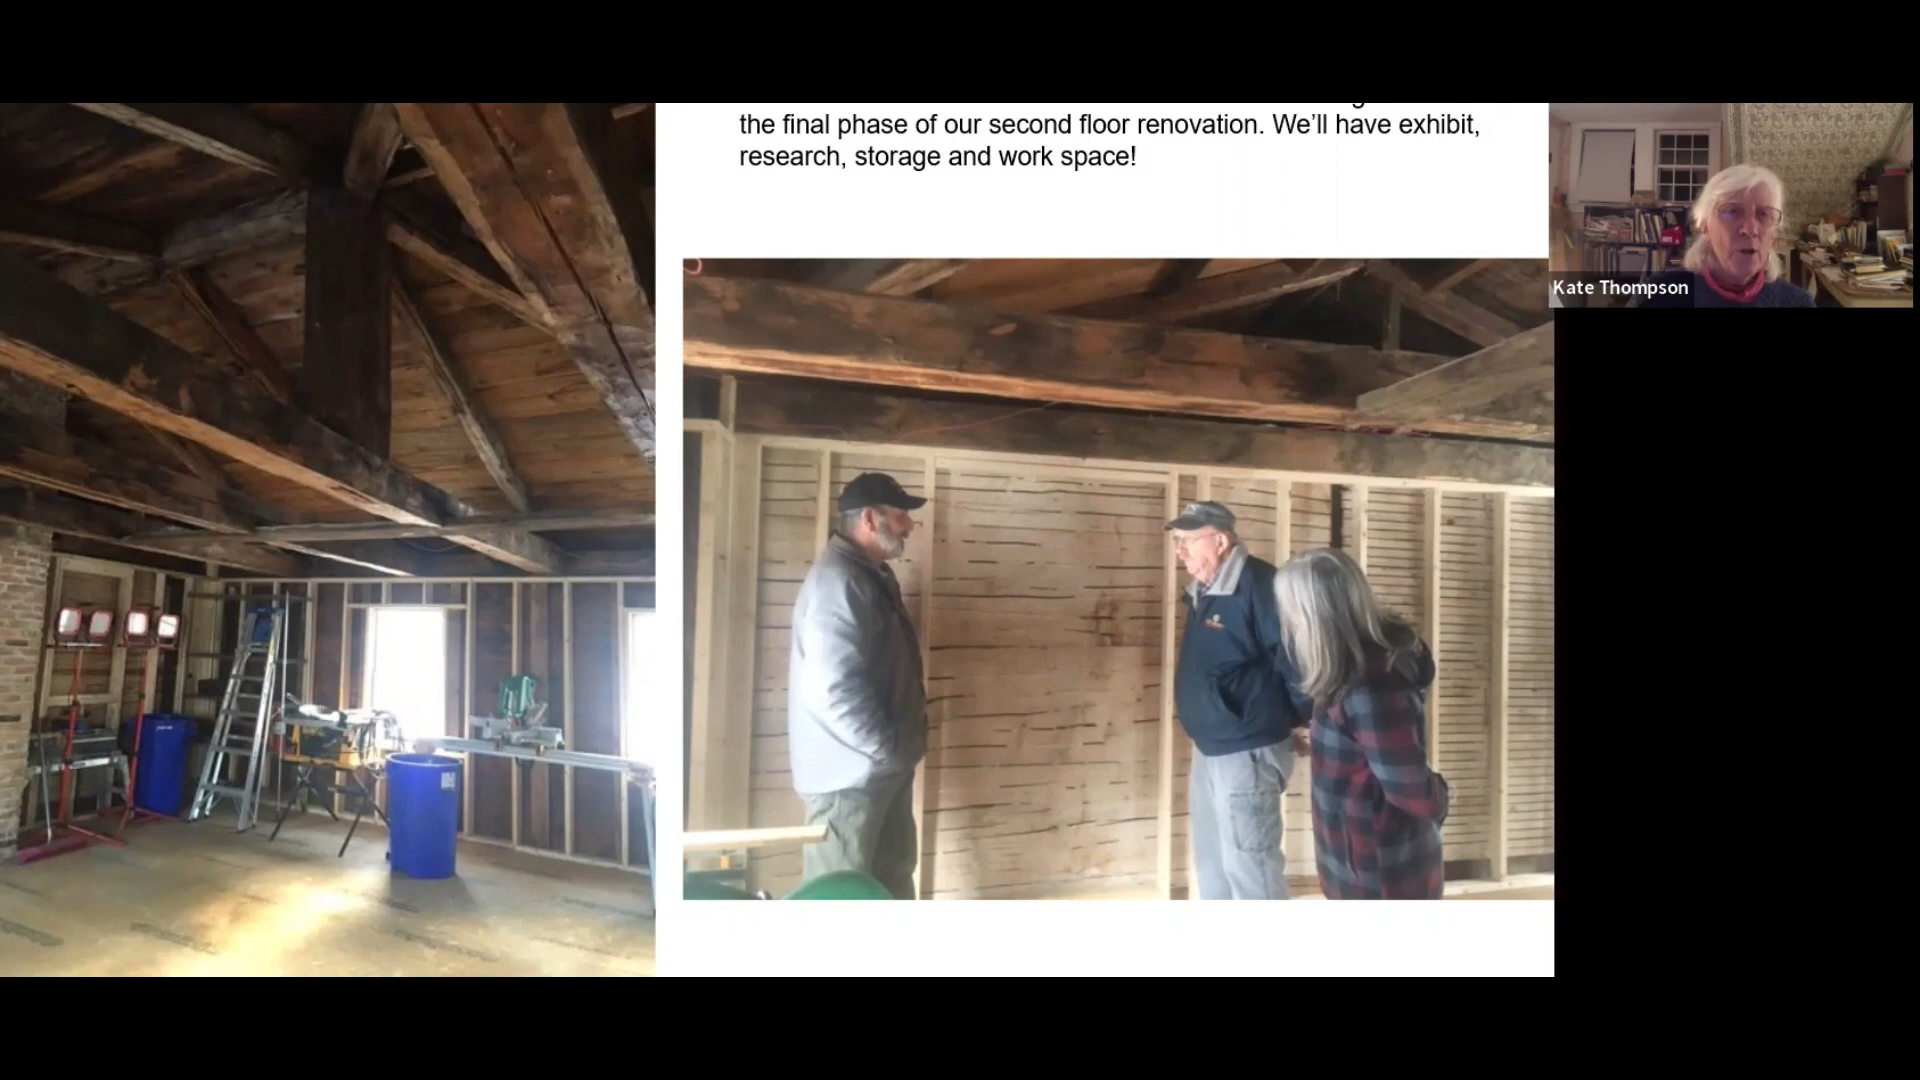 the final phase of our second floor renovation. We’ll have exhibit,
research, storage and work space!
Kate Thompson